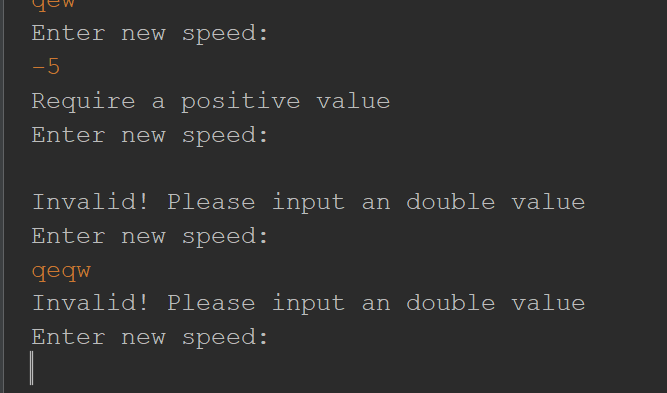 qew
Enter new speed:
-5
Require a positive value
Enter new speed:
Invalid! Please input an double value
Enter new speed:
qeqw
Invalid! Please input an double value
Enter new speed: